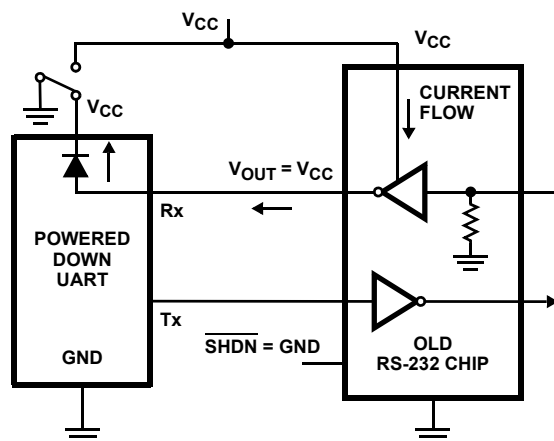 VCC
VCC
VCC
CURRENT
FLOW
VOUT = VCC
Rx
POWERED
DOWN
UART
Tx
GND
SHDN = GND
OLD
RS-232 CHIP